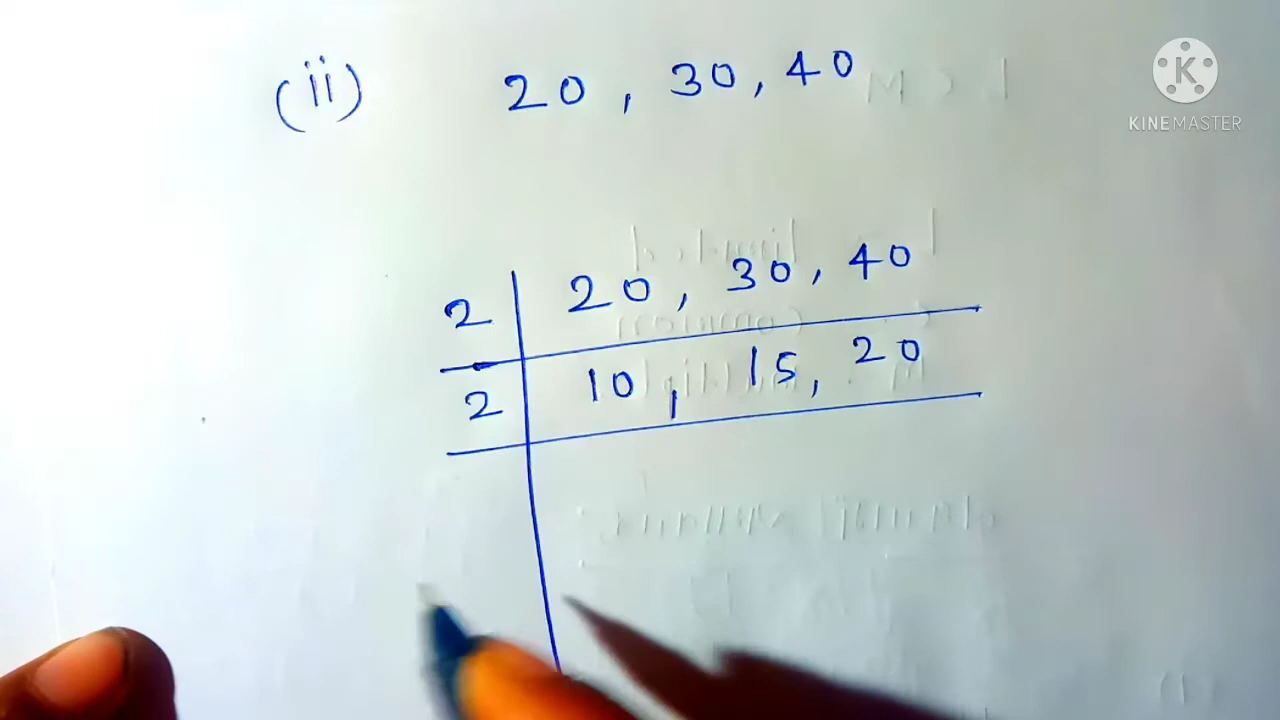 (ii) 20, 30, 40
KINEMASTER
2 | 20, 30, 40
2 | 10, 15, 20